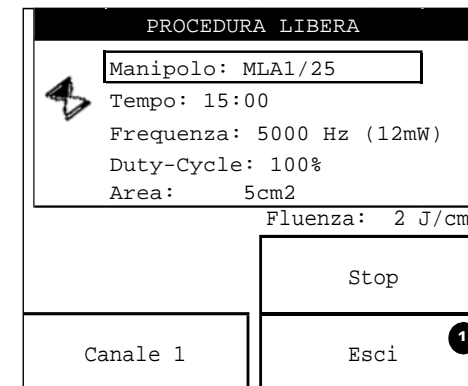 PROCEDURA LIBERA
Manipolo: MLA1/25
Tempo: 15:00
Frequenza: 5000 Hz (12mW)
Duty-Cycle: 100%
Area: 5cm2
Fluenza: 2 J/cm
Stop
Canale 1
Esci
1